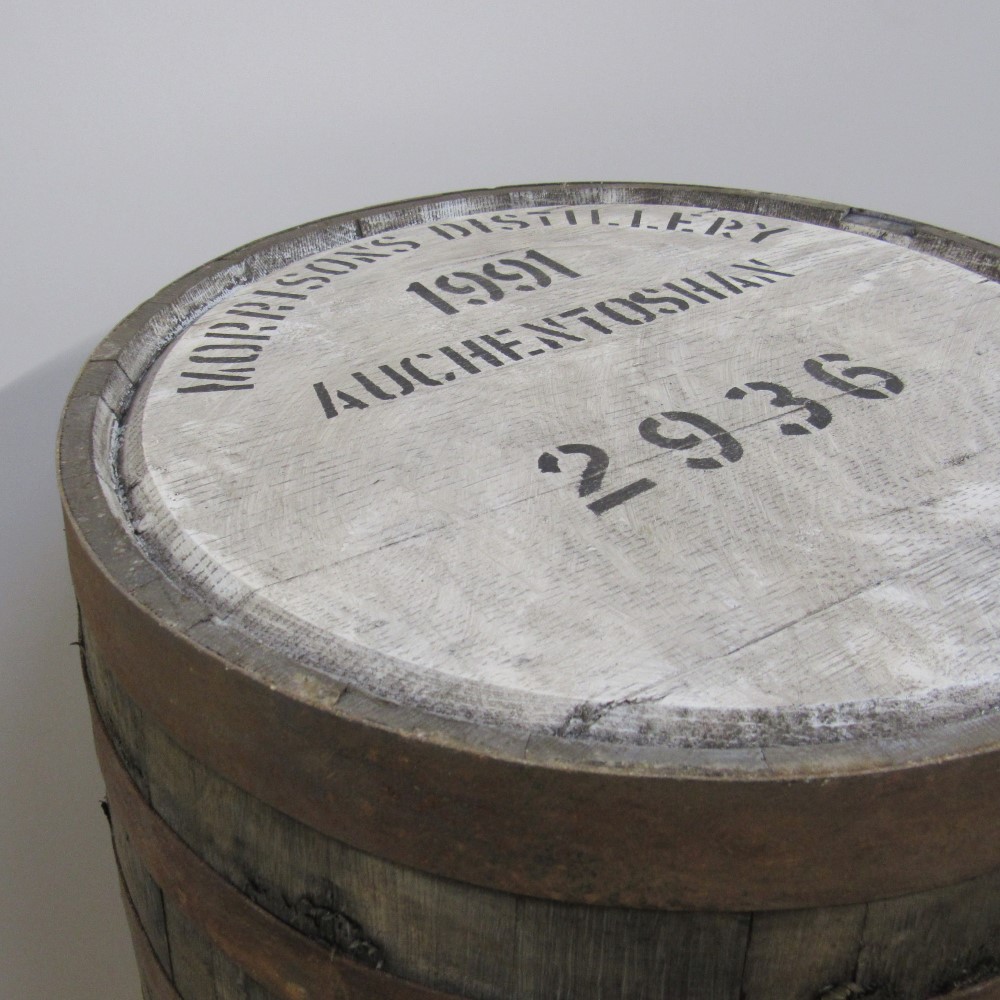 MORRISONS DISTILLERY
1991
AUCHENTOSHAN
2936